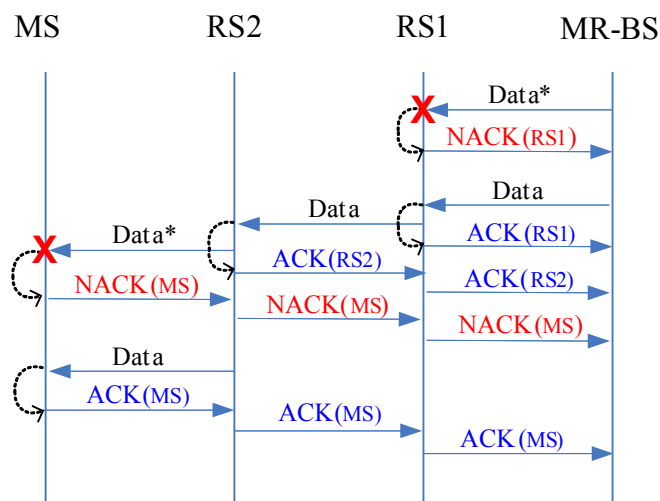 MS RS2 RS1 MR-BS
Data*
X
NACK(RS1)
Data
Data
ACK(RS1)
Data*
X
ACK(RS2)
ACK(RS2)
NACK(MS)
NACK(MS)
NACK(MS)
Data
ACK(MS)
ACK(MS)
ACK(MS)